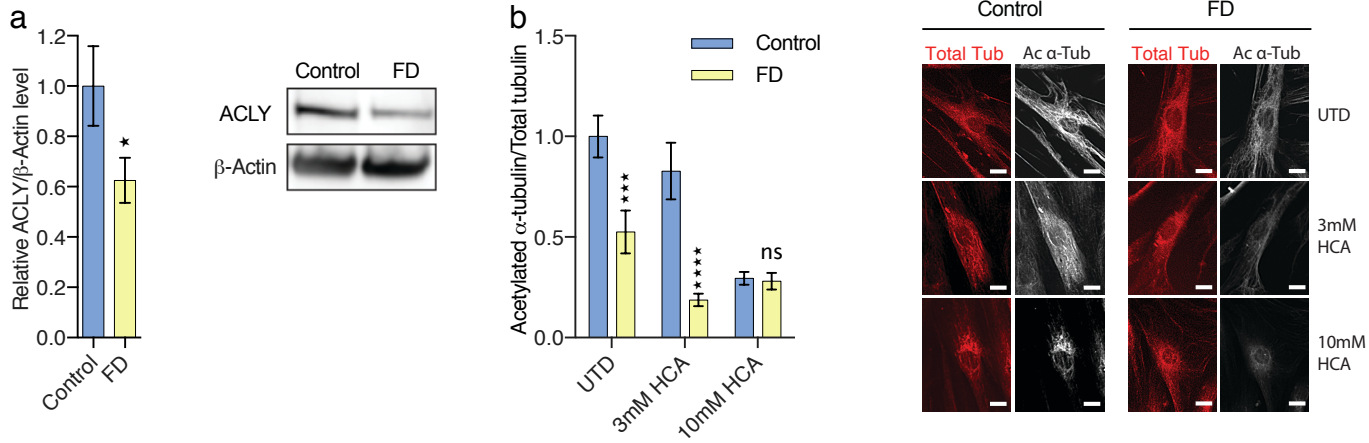 a
Relative ACLY/β-Actin level
1.2
1.0
0.8
0.6
0.4
0.2
0.0
★
Control
FD
Control FD
ACLY
β-Actin
b
Acetylated α-tubulin/Total tubulin
1.5
1.0
0.5
0.0
Control
FD
★★★
★★★★
ns
UTD
3mM HCA
10mM HCA
Control FD
Total Tub Ac α-Tub Total Tub Ac α-Tub
UTD
3mM
HCA
10mM
HCA